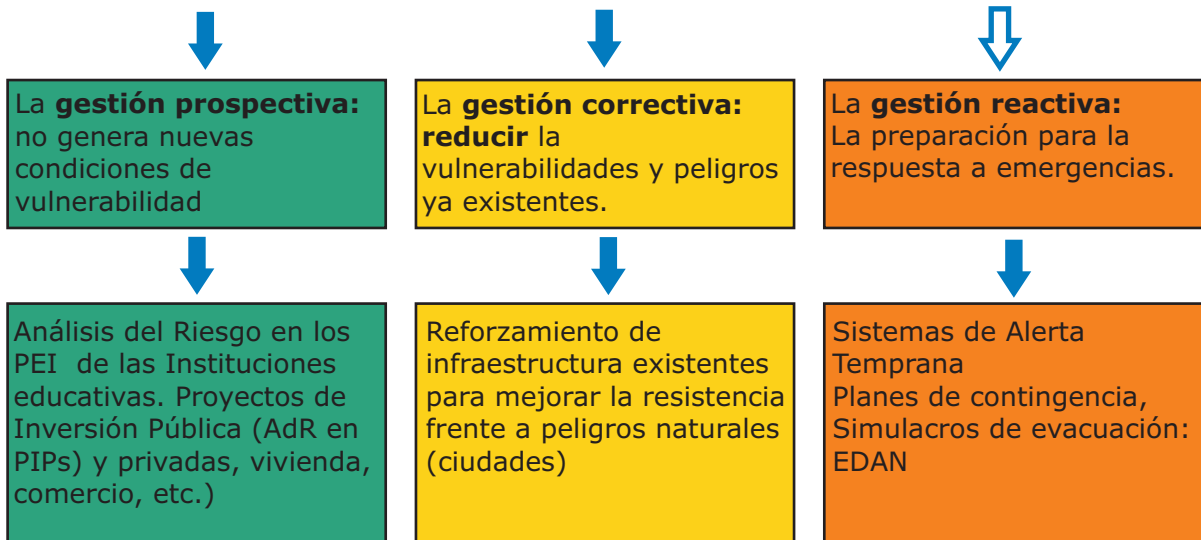 La gestión prospectiva:
no genera nuevas
condiciones de
vulnerabilidad
La gestión correctiva:
reducir la
vulnerabilidades y peligros
ya existentes.
La gestión reactiva:
La preparación para la
respuesta a emergencias.
Análisis del Riesgo en los
PEI de las Instituciones
educativas. Proyectos de
Inversión Pública (AdR en
PIPs) y privadas, vivienda,
comercio, etc.)
Reforzamiento de
infraestructura existentes
para mejorar la resistencia
frente a peligros naturales
(ciudades)
Sistemas de Alerta
Temprana
Planes de contingencia,
Simulacros de evacuación:
EDAN